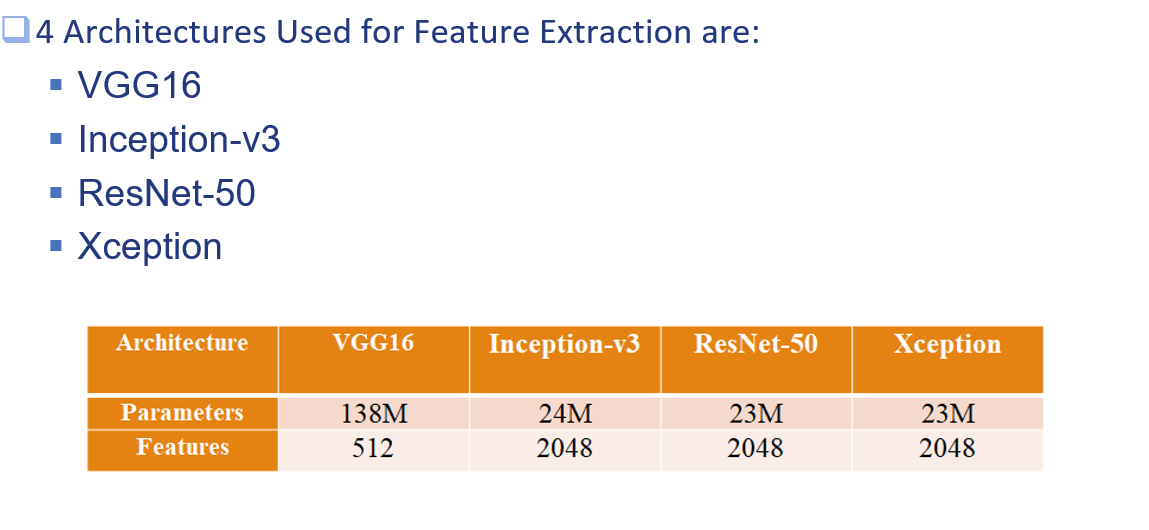 4 Architectures Used for Feature Extraction are:
VGG16
Inception-v3
ResNet-50
Xception
Architecture VGG16 Inception-v3 ResNet-50 Xception
Parameters 138M 24M 23M 23M
Features 512 2048 2048 2048